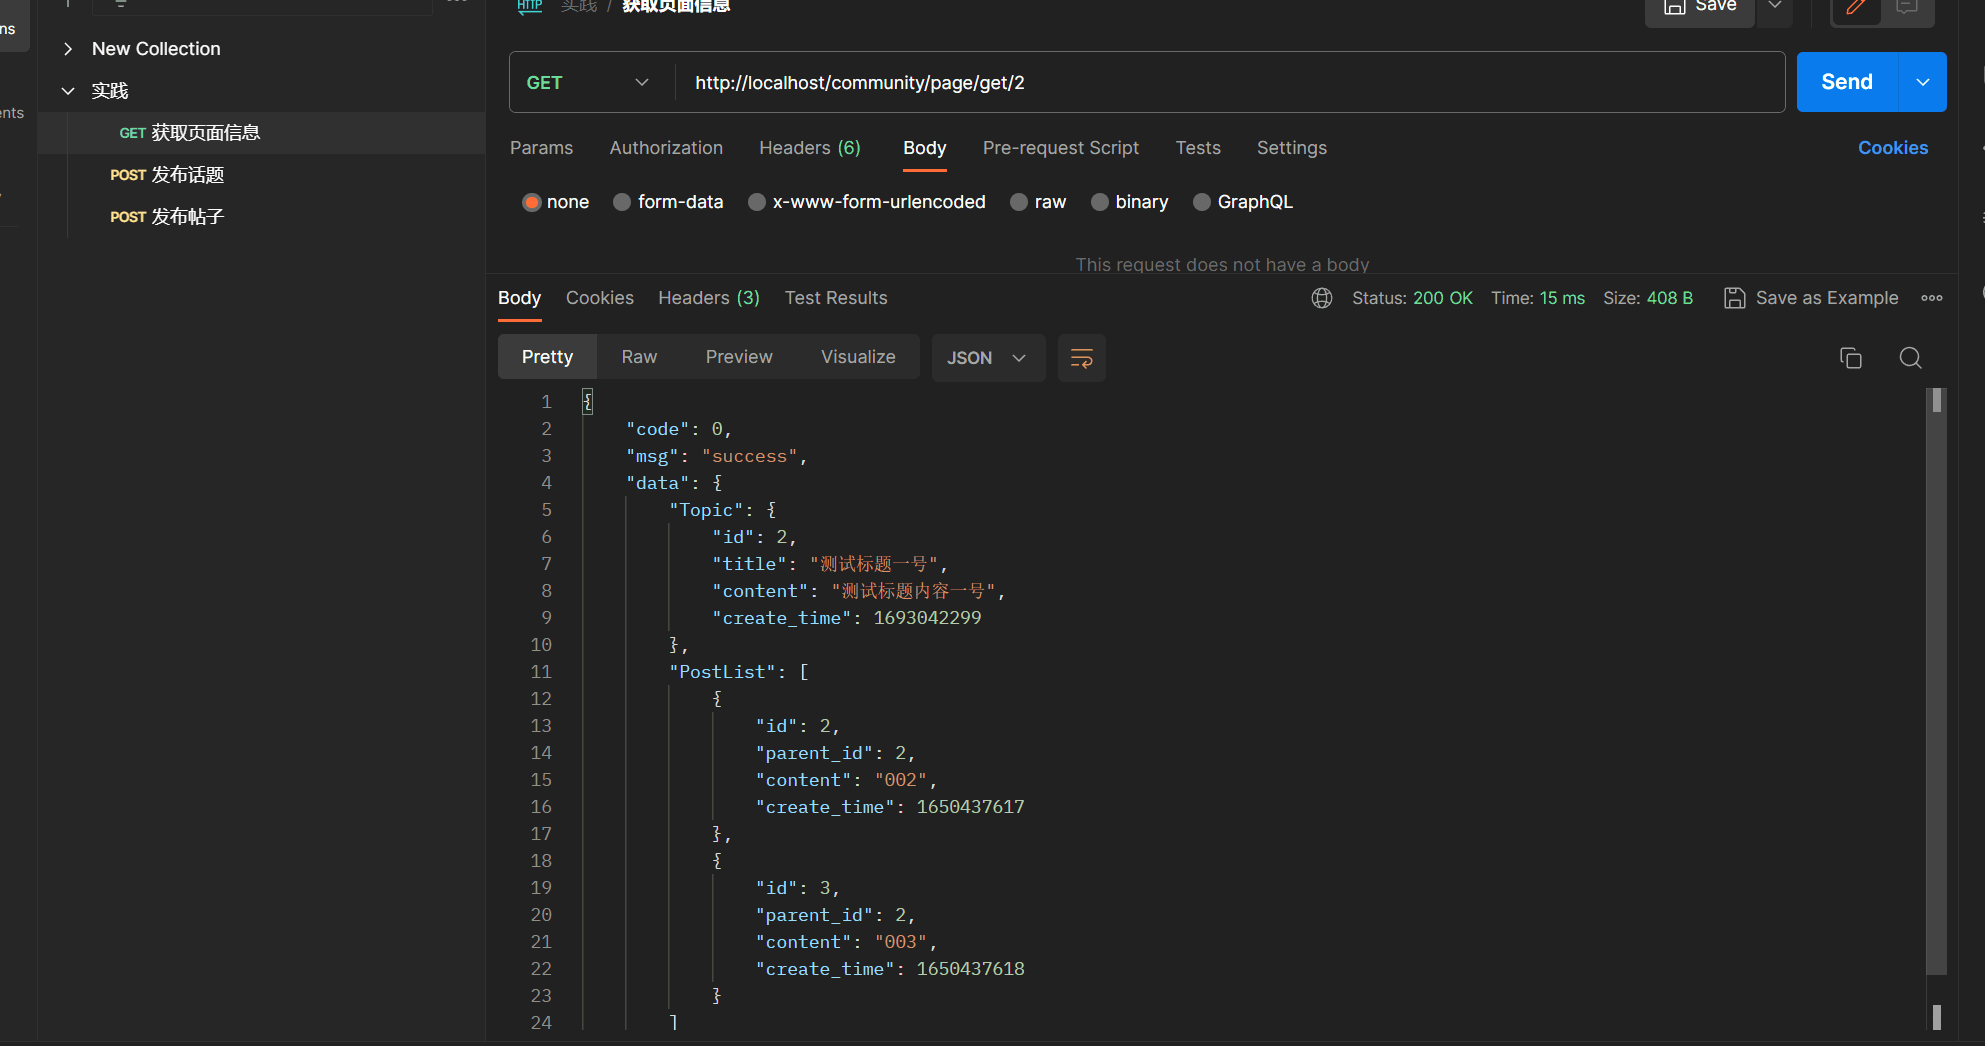 ns
ents
New Collection
实践
GET 获取页面信息
POST 发布话题
POST 发布帖子
HTTP 实践 / 获取页面信息
Save
GET http://localhost/community/page/get/2
Send
Params Authorization Headers (6) Body Pre-request Script Tests Settings Cookies
none form-data x-www-form-urlencoded raw binary GraphQL
This request does not have a body
Body Cookies Headers (3) Test Results Status: 200 OK Time: 15 ms Size: 408 B Save as Example
Pretty Raw Preview Visualize JSON
1 {
2 "code": 0,
3 "msg": "success",
4 "data": {
5 "Topic": {
6 "id": 2,
7 "title": "测试标题一号",
8 "content": "测试标题内容一号",
9 "create_time": 1693042299
10 },
11 "PostList": [
12 {
13 "id": 2,
14 "parent_id": 2,
15 "content": "002",
16 "create_time": 1650437617
17 },
18 {
19 "id": 3,
20 "parent_id": 2,
21 "content": "003",
22 "create_time": 1650437618
23 }
24 ]